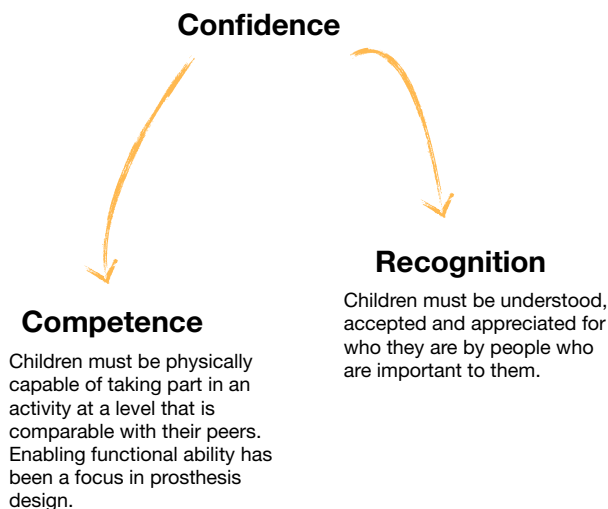 Confidence
Competence
Children must be physically
capable of taking part in an
activity at a level that is
comparable with their peers.
Enabling functional ability has
been a focus in prosthesis
design.
Recognition
Children must be understood,
accepted and appreciated for
who they are by people who
are important to them.